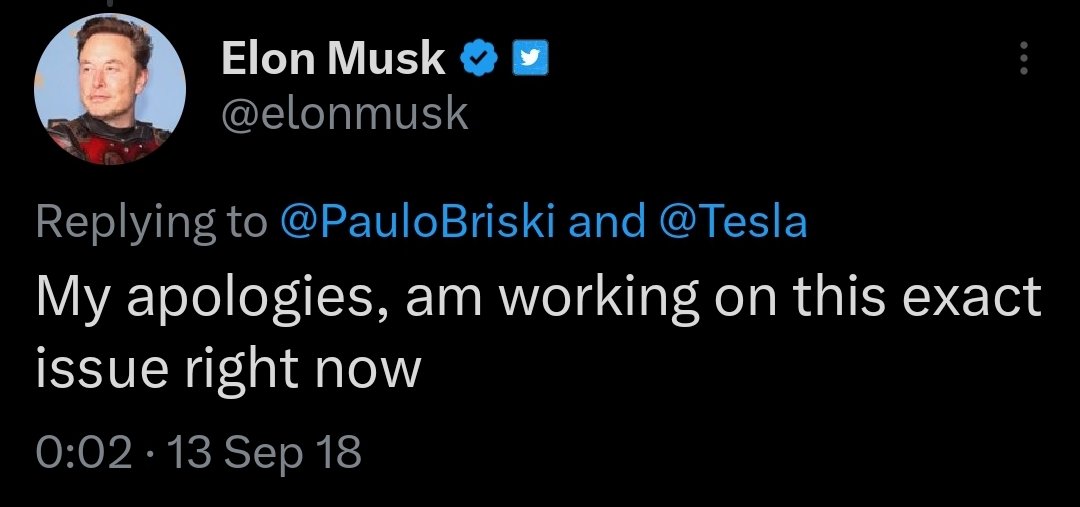 Elon Musk
@elonmusk
Replying to @PauloBriski and @Tesla
My apologies, am working on this exact
issue right now
0:02 · 13 Sep 18